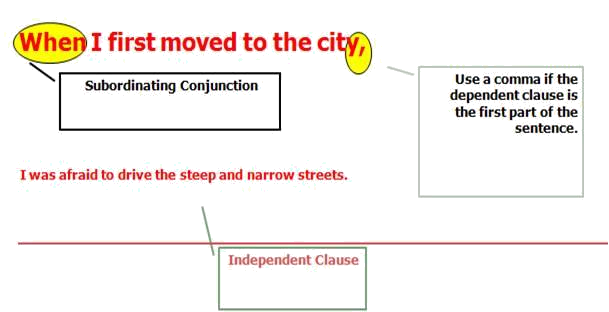 When I first moved to the city,
Subordinating Conjunction
Use a comma if the
dependent clause is
the first part of the
sentence.
I was afraid to drive the steep and narrow streets.
Independent Clause